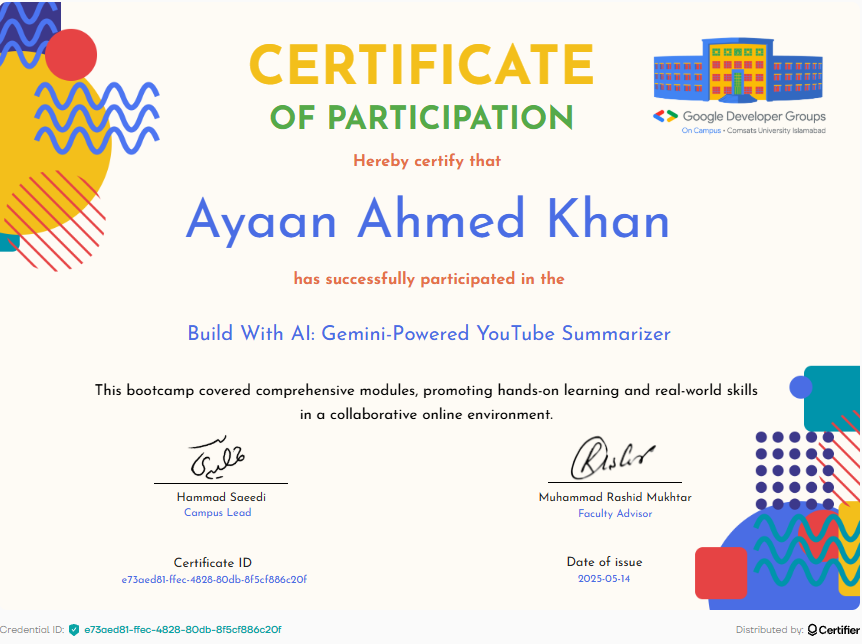 CERTIFICATE
OF PARTICIPATION
Google Developer Groups
On Campus • Comsats University Islamabad
Hereby certify that
Ayaan Ahmed Khan
has successfully participated in the
Build With AI: Gemini-Powered YouTube Summarizer
This bootcamp covered comprehensive modules, promoting hands-on learning and real-world skills
in a collaborative online environment.
Hammad Saeedi
Campus Lead
Muhammad Rashid Mukhtar
Faculty Advisor
Certificate ID
e73aed81-ffec-4828-80db-8f5cf886c20f
Date of issue
2025-05-14
Credential ID: e73aed81-ffec-4828-80db-8f5cf886c20f
Distributed by: Certifier